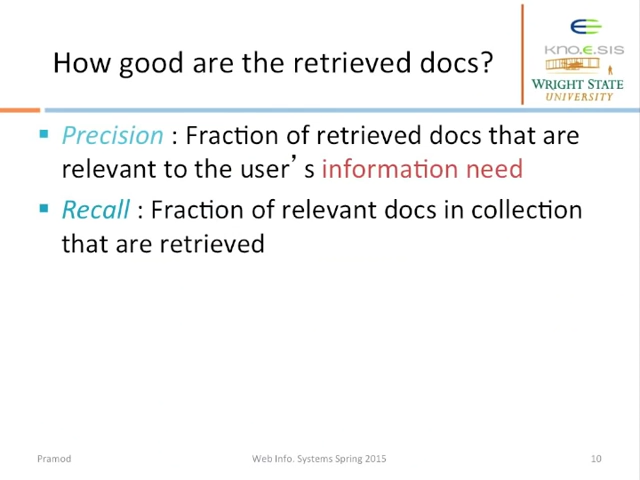 How good are the retrieved docs?
kno.e.sis
WRIGHT STATE
UNIVERSITY
▪ Precision : Fraction of retrieved docs that are
relevant to the user’s information need
▪ Recall : Fraction of relevant docs in collection
that are retrieved
Pramod
Web Info. Systems Spring 2015
10